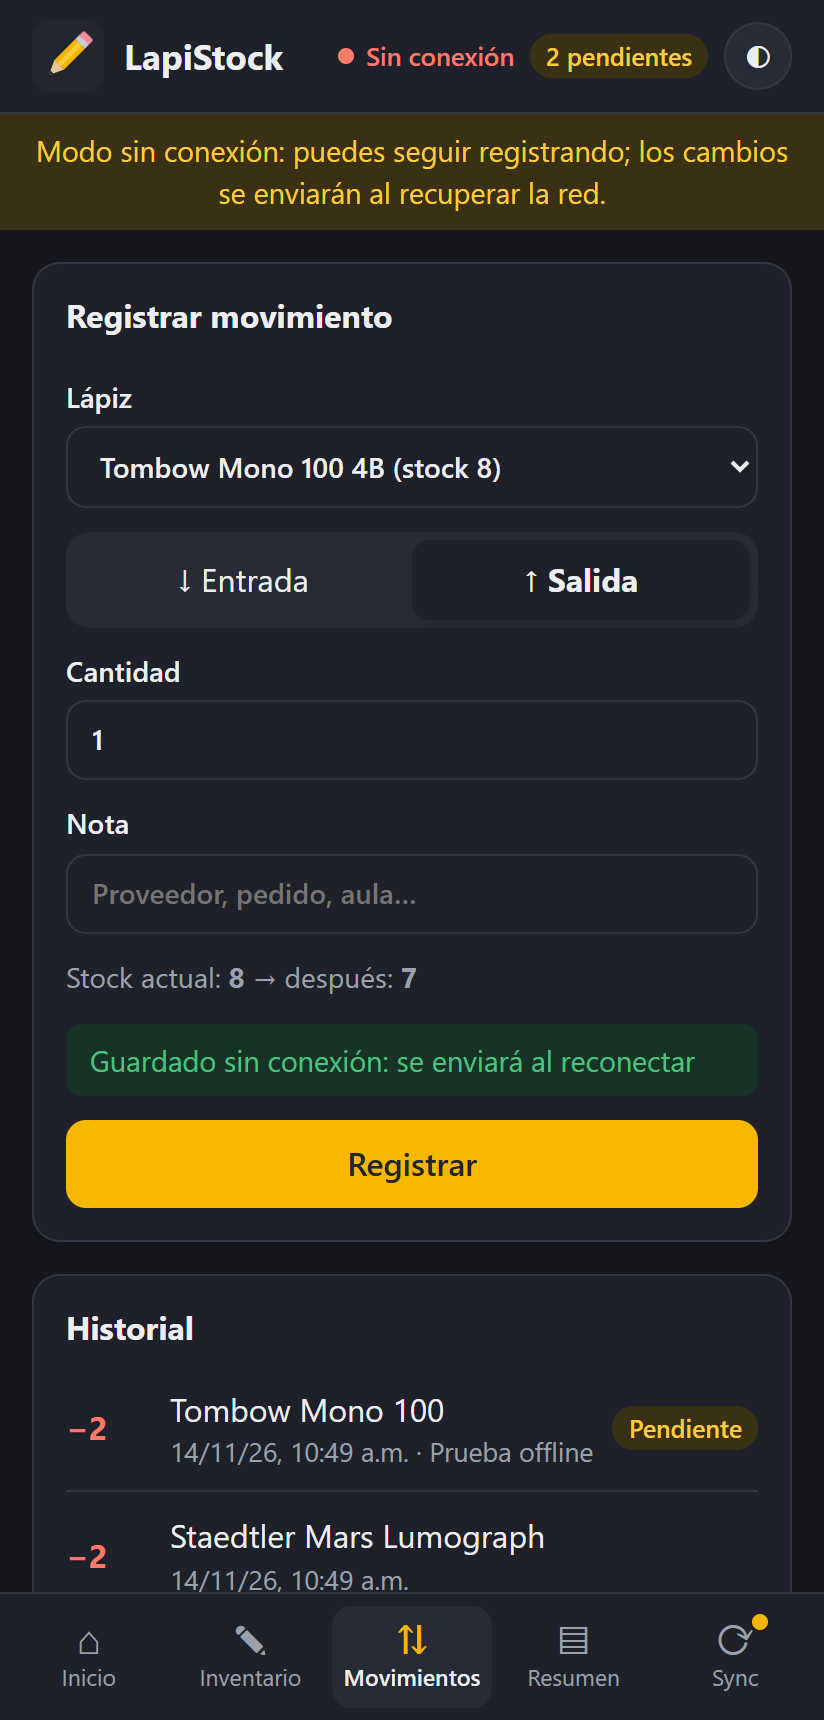 LapiStock
Sin conexión
2 pendientes
Modo sin conexión: puedes seguir registrando; los cambios
se enviarán al recuperar la red.
Registrar movimiento
Lápiz
Tombow Mono 100 4B (stock 8)
↓ Entrada
↑ Salida
Cantidad
1
Nota
Proveedor, pedido, aula...
Stock actual: 8 → después: 7
Guardado sin conexión: se enviará al reconectar
Registrar
Historial
−2
Tombow Mono 100
14/11/26, 10:49 a.m. · Prueba offline
Pendiente
−2
Staedtler Mars Lumograph
14/11/26, 10:49 a.m.
Inicio
Inventario
Movimientos
Resumen
Sync